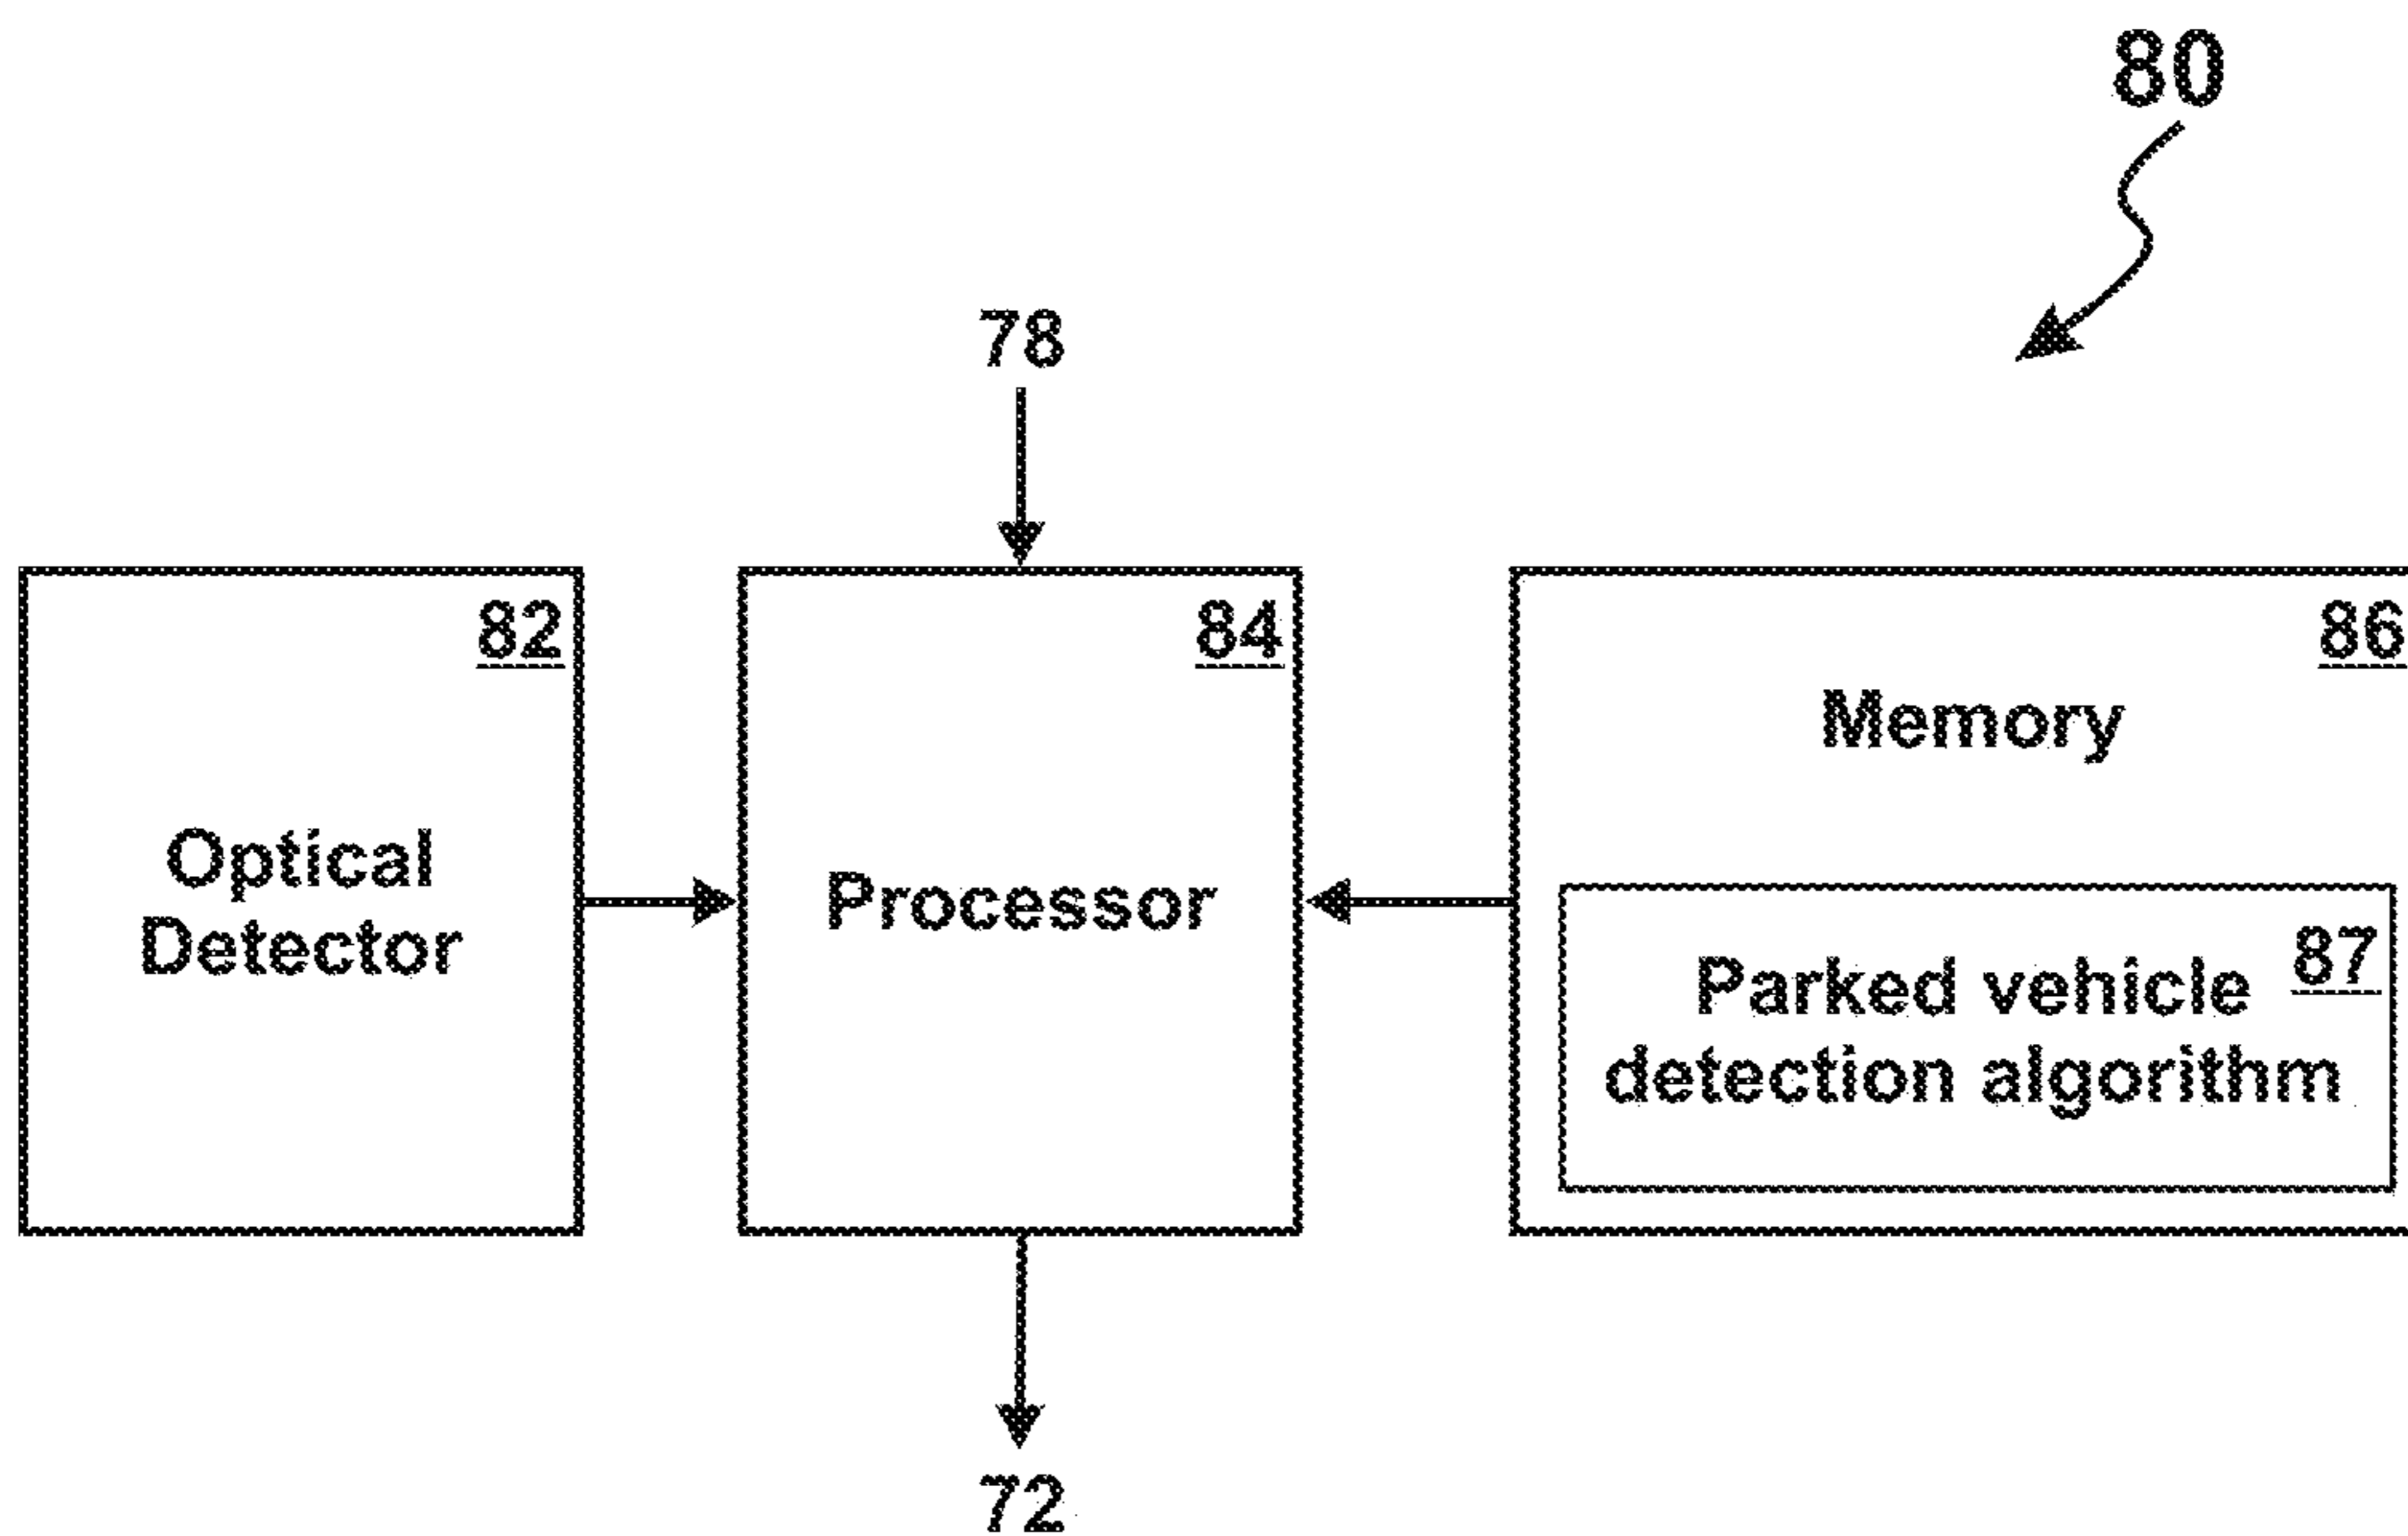 80
78
82
84
86
Memory
Optical
Detector
Processor
87
Parked vehicle
detection algorithm
72